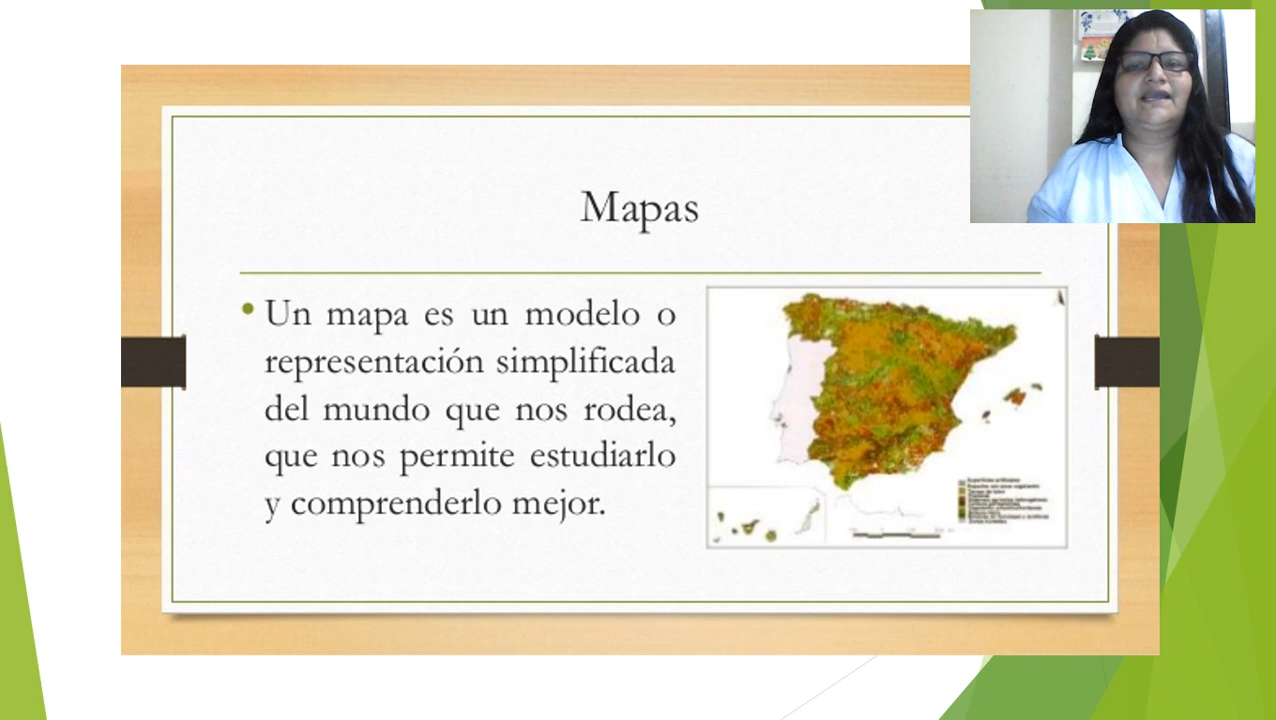 Mapas
• Un mapa es un modelo o
representación simplificada
del mundo que nos rodea,
que nos permite estudiarlo
y comprenderlo mejor.